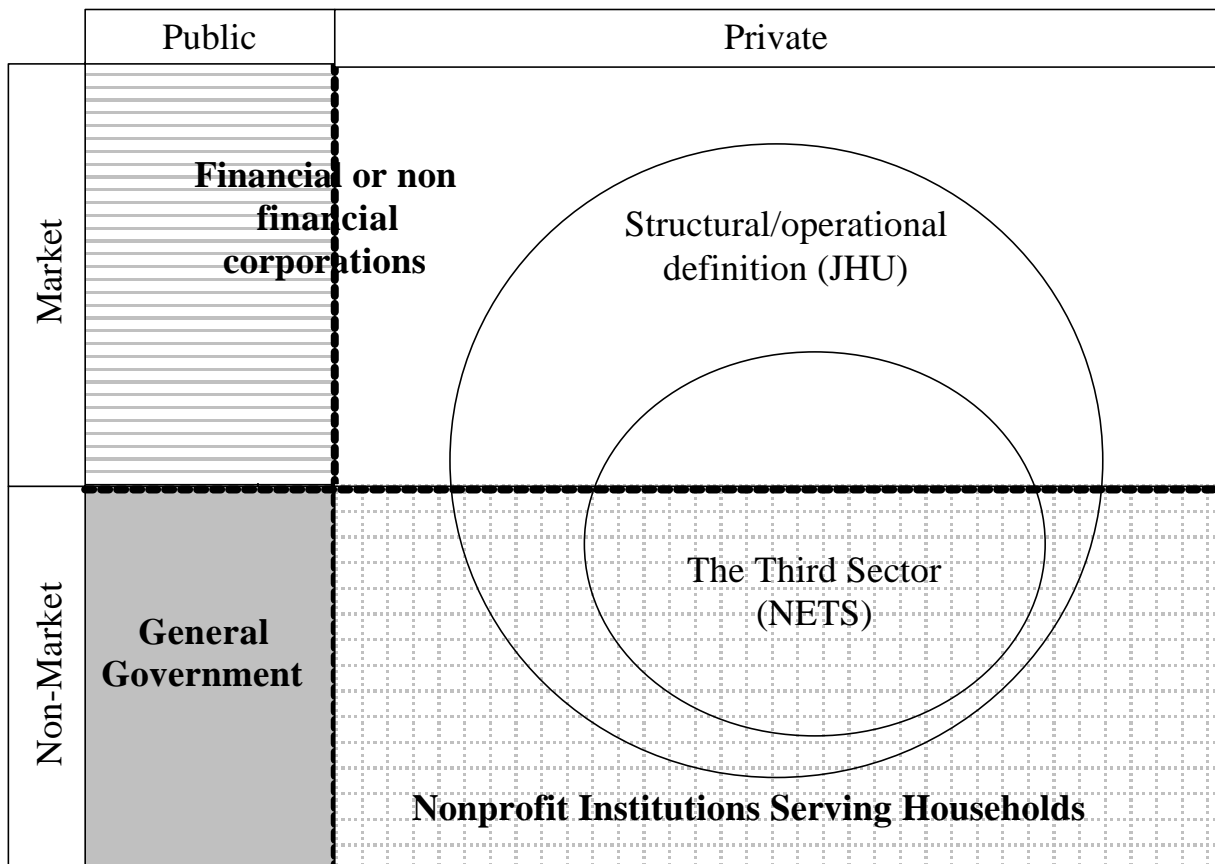 Public
Private
Market
Financial or non
financial
corporations
Structural/operational
definition (JHU)
Non-Market
General
Government
The Third Sector
(NETS)
Nonprofit Institutions Serving Households